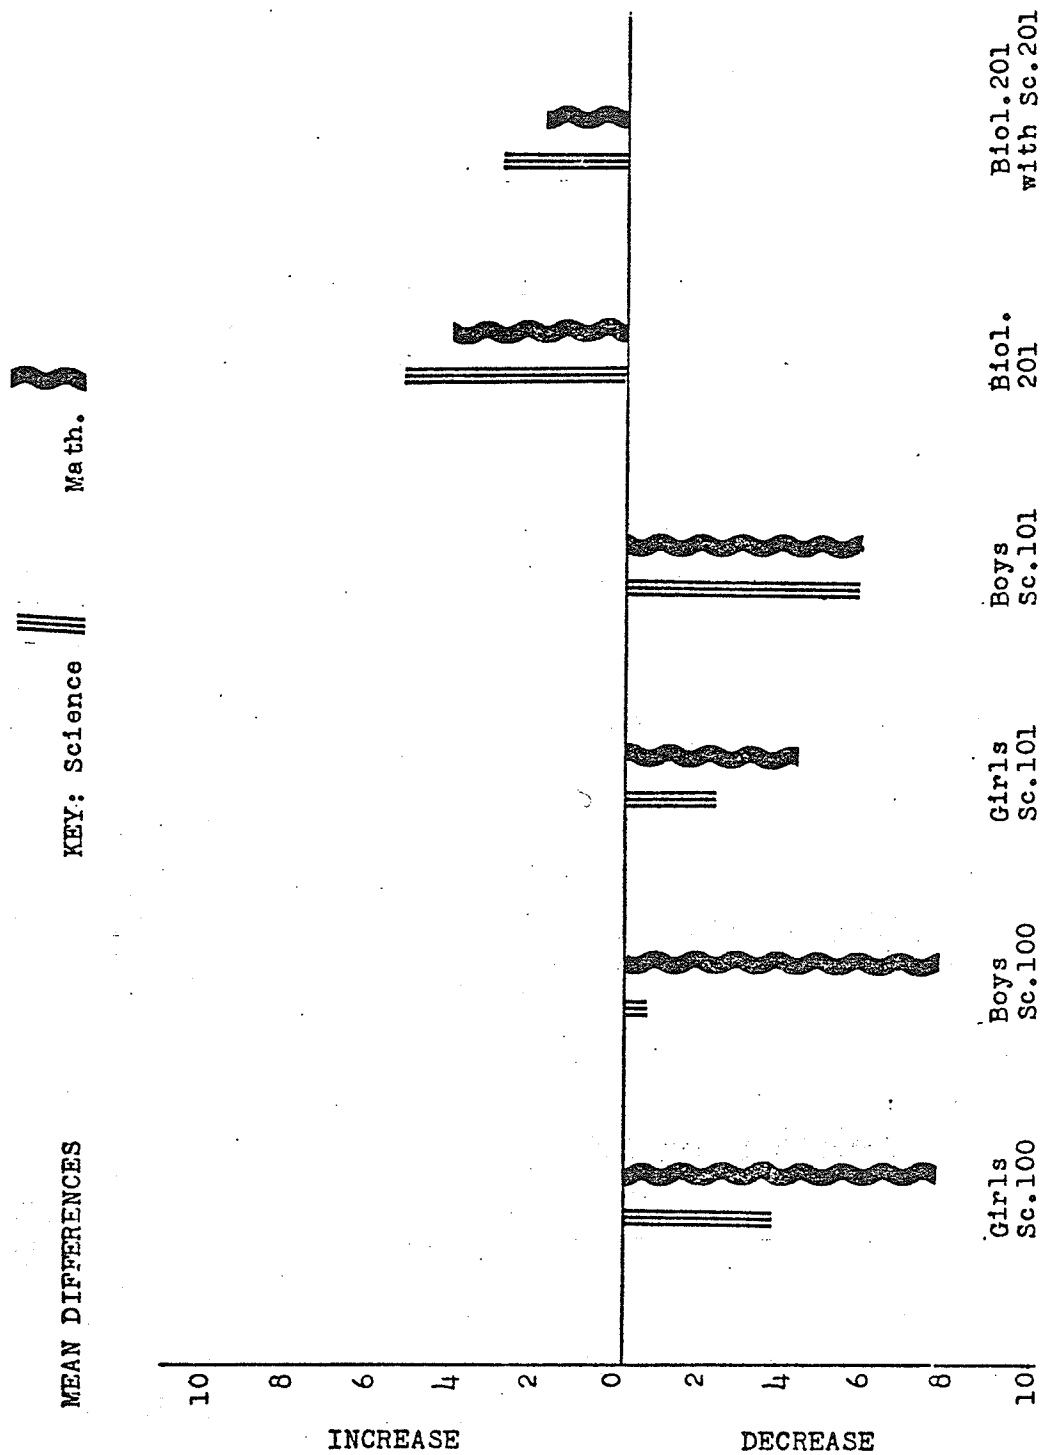 MEAN DIFFERENCES
KEY: Science Math.
INCREASE
DECREASE
10
8
6
4
2
0
2
4
6
8
10
Girls
Sc.100
Boys
Sc.100
Girls
Sc.101
Boys
Sc.101
Biol.
201
Biol.201
with Sc.201